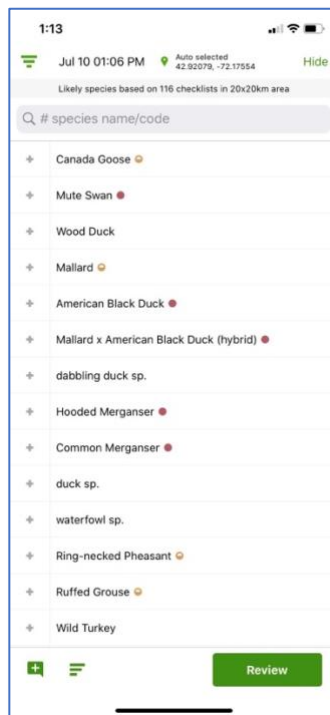 1:13
Jul 10 01:06 PM
Auto selected
42.92079, -72.17554
Hide
Likely species based on 116 checklists in 20x20km area
# species name/code
Canada Goose
Mute Swan
Wood Duck
Mallard
American Black Duck
Mallard x American Black Duck (hybrid)
dabbling duck sp.
Hooded Merganser
Common Merganser
duck sp.
waterfowl sp.
Ring-necked Pheasant
Ruffed Grouse
Wild Turkey
Review